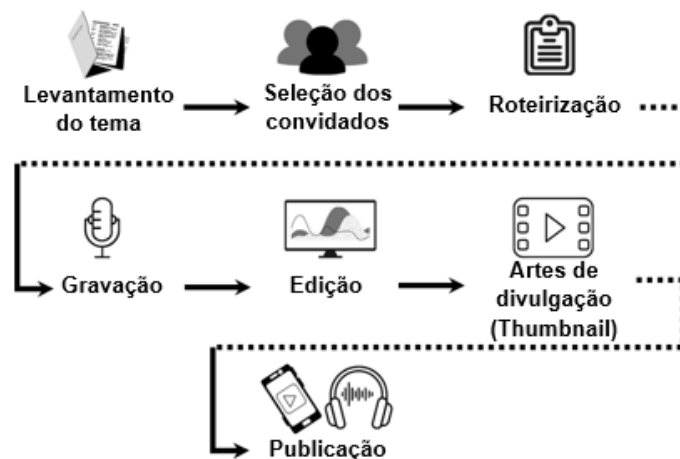 Levantamento
do tema
Seleção dos
convidados
Roteirização
Gravação
Edição
Artes de
divulgação
(Thumbnail)
Publicação